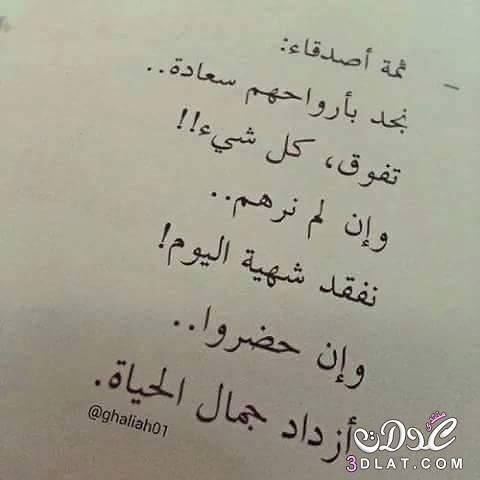 _ ثمة أصدقاء:
نجد بأرواحهم سعادة..
تفوق، كل شيء!!
وإن لم نرهم..
نفقد شهية اليوم!
وإن حضروا..
أزداد جمال الحياة.
@ghaliah01
منتدى عدلات
3DLAT.COM